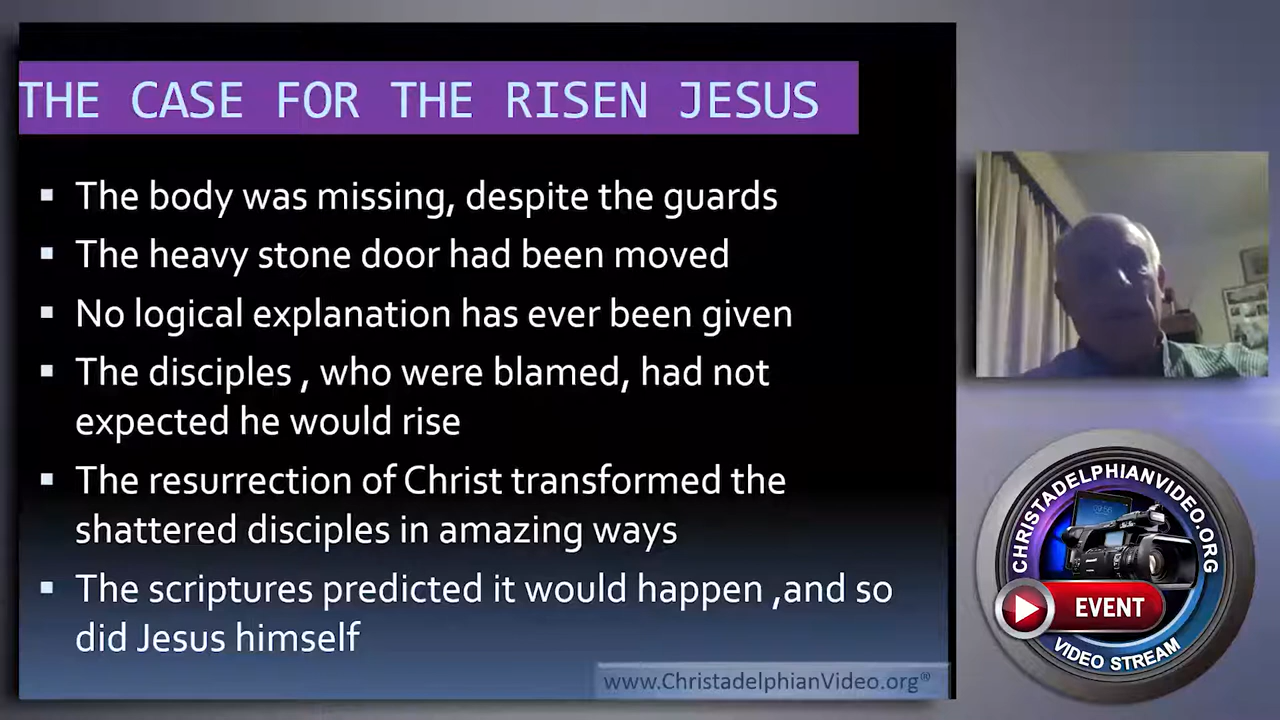 THE CASE FOR THE RISEN JESUS
▪ The body was missing, despite the guards
▪ The heavy stone door had been moved
▪ No logical explanation has ever been given
▪ The disciples , who were blamed, had not
expected he would rise
▪ The resurrection of Christ transformed the
shattered disciples in amazing ways
▪ The scriptures predicted it would happen ,and so
did Jesus himself
www.ChristadelphianVideo.org®
CHRISTADELPHIANVIDEO.ORG
EVENT
VIDEO STREAM